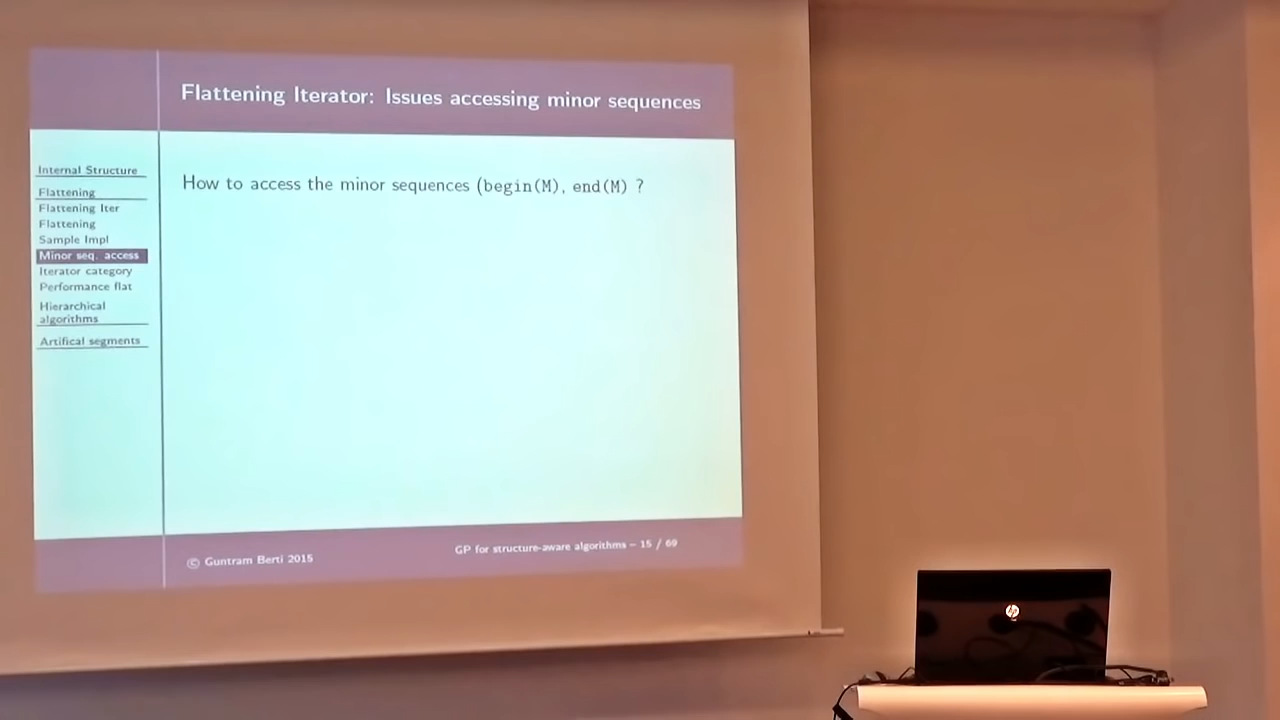 Flattening Iterator: Issues accessing minor sequences
Internal Structure
Flattening
Flattening Iter
Flattening
Sample Impl
Minor seq. access
Iterator category
Performance flat
Hierarchical
algorithms
Artifical segments
How to access the minor sequences (begin(M), end(M) ?
© Guntram Berti 2015
GP for structure-aware algorithms – 15 / 69
hp